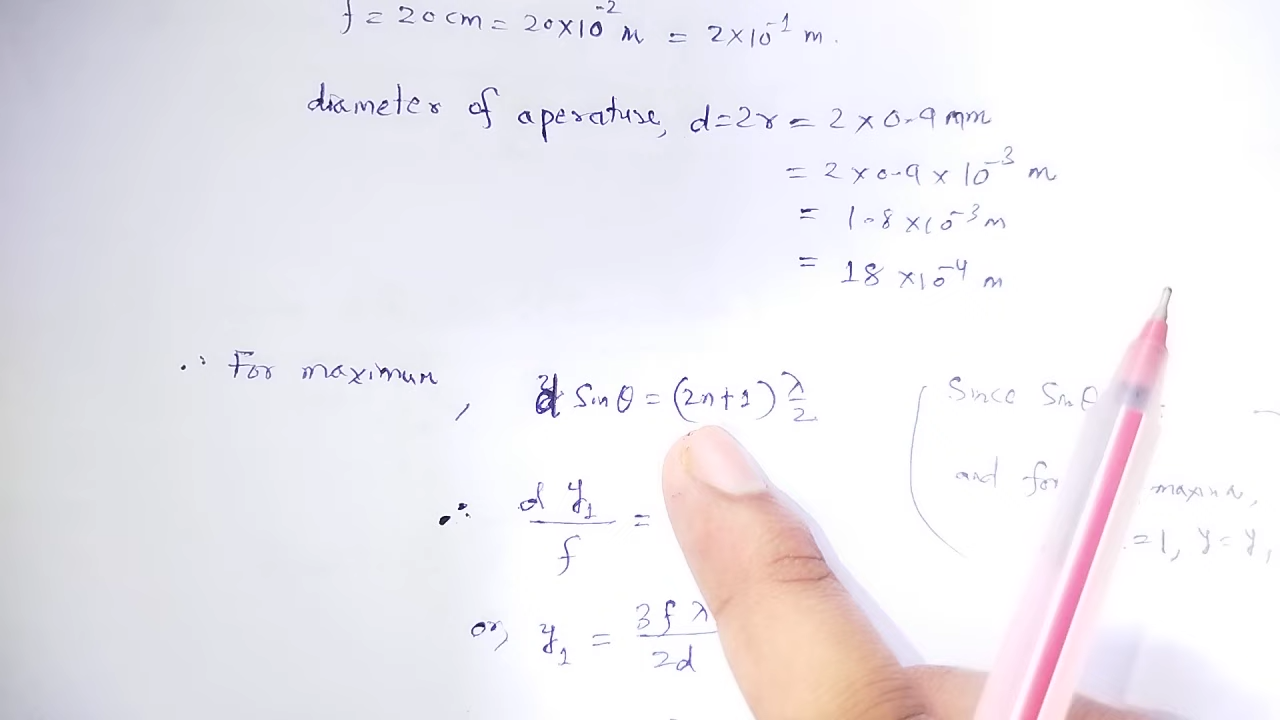 f = 20 cm = 20×10⁻² m = 2×10⁻¹ m.
diameter of aperature, d=2r = 2 × 0.9 mm
= 2 × 0.9 × 10⁻³ m
= 1.8 ×10⁻³ m
= 18 ×10⁻⁴ m
∴ For maximum, d Sin θ = (2n+1) λ/2
(Since Sin θ
∴ d y₁ / f =
and for maxima,
=1, y = y₁
or, y₁ = 3 f λ / 2d